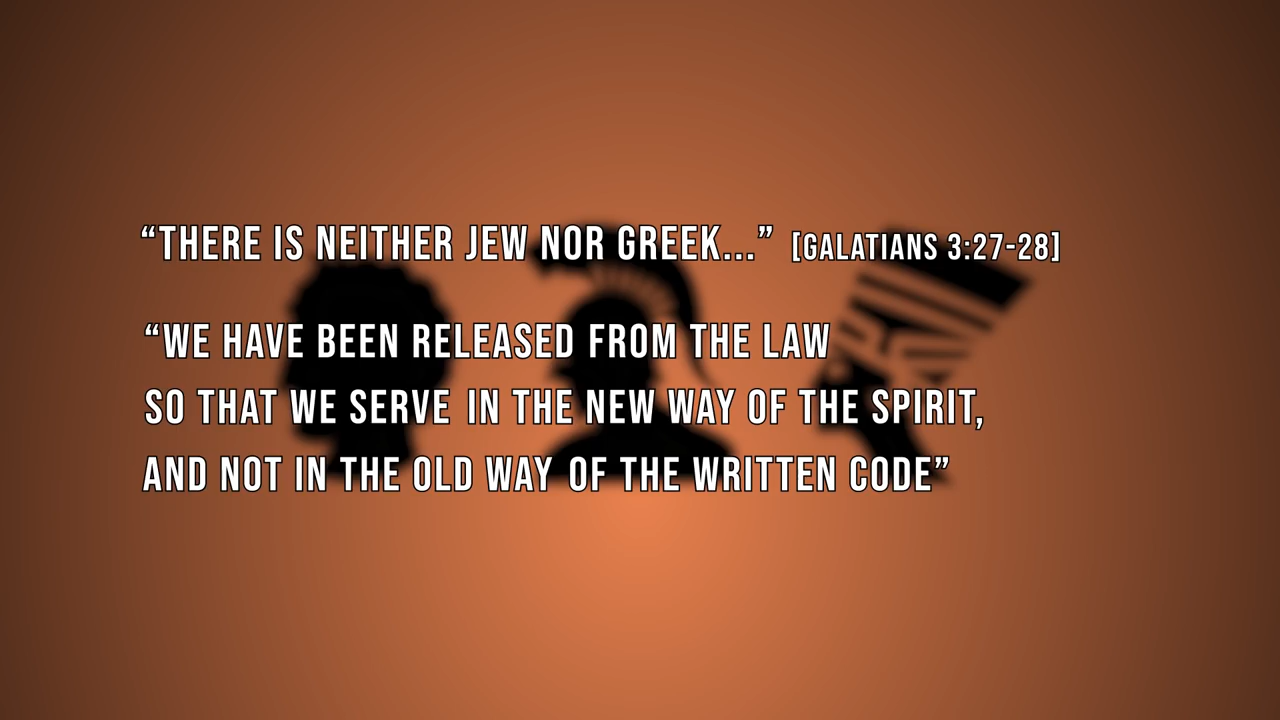 “THERE IS NEITHER JEW NOR GREEK...” [GALATIANS 3:27-28]
“WE HAVE BEEN RELEASED FROM THE LAW
SO THAT WE SERVE IN THE NEW WAY OF THE SPIRIT,
AND NOT IN THE OLD WAY OF THE WRITTEN CODE”